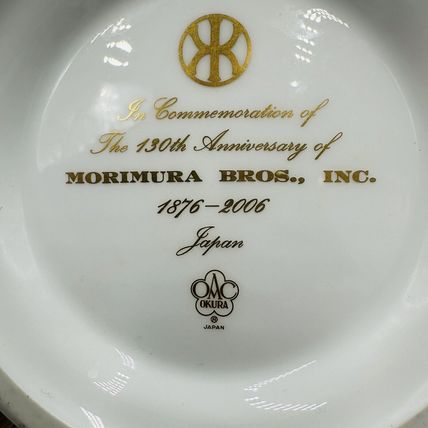 In Commemoration of
The 130th Anniversary of
MORIMURA BROS., INC.
1876-2006
Japan
OAC
OKURA
®
JAPAN